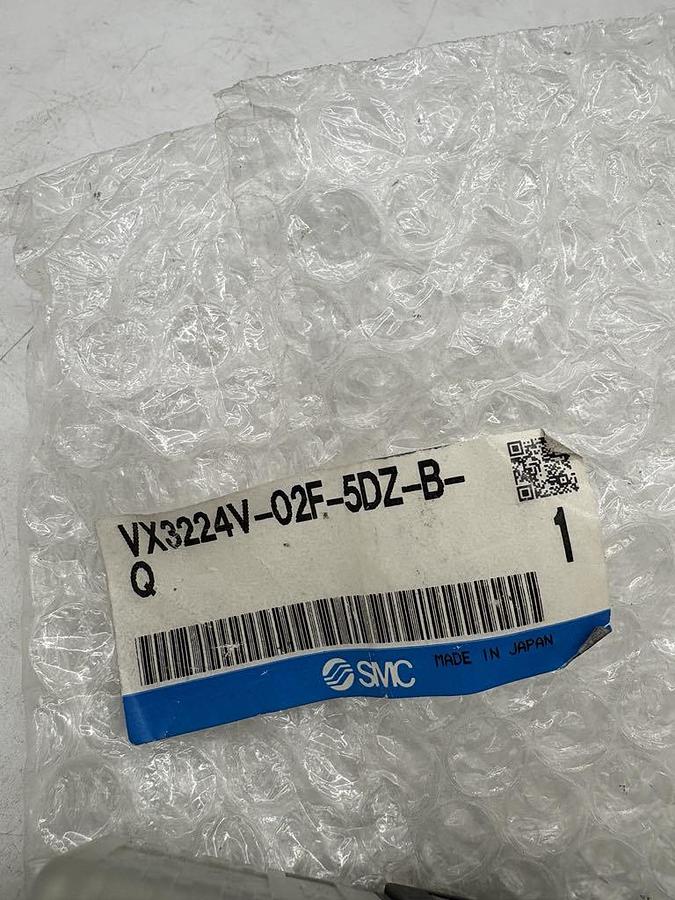 VX3224V-02F-5DZ-B-
Q
1
SMC
MADE IN JAPAN